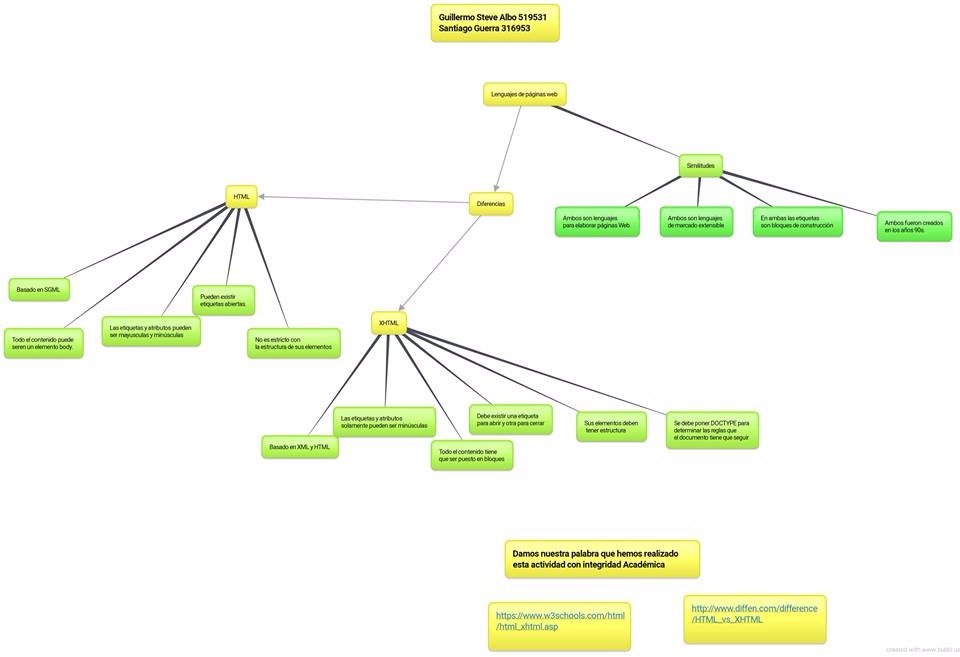 Guillermo Steve Albo 519531
Santiago Guerra 316953
Lenguajes de páginas web
Similitudes
Ambos son lenguajes
para elaborar páginas Web.
Ambos son lenguajes
de marcado extensible
En ambas las etiquetas
son bloques de construcción
Ambos fueron creados
en los años 90s.
Diferencias
HTML
Basado en SGML
Todo el contenido puede
seren un elemento body.
Las etiquetas y atributos pueden
ser mayusculas y minúsculas
Pueden existir
etiquetas abiertas.
No es estricto con
la estructura de sus elementos
XHTML
Basado en XML y HTML
Las etiquetas y atributos
solamente pueden ser minúsculas
Todo el contenido tiene
que ser puesto en bloques
Debe existir una etiqueta
para abrir y otra para cerrar
Sus elementos deben
tener estructura
Se debe poner DOCTYPE para
determinar las reglas que
el documento tiene que seguir
Damos nuestra palabra que hemos realizado
esta actividad con integridad Académica
https://www.w3schools.com/html
/html_xhtml.asp
http://www.diffen.com/difference
/HTML_vs_XHTML
created with www.bubbl.us